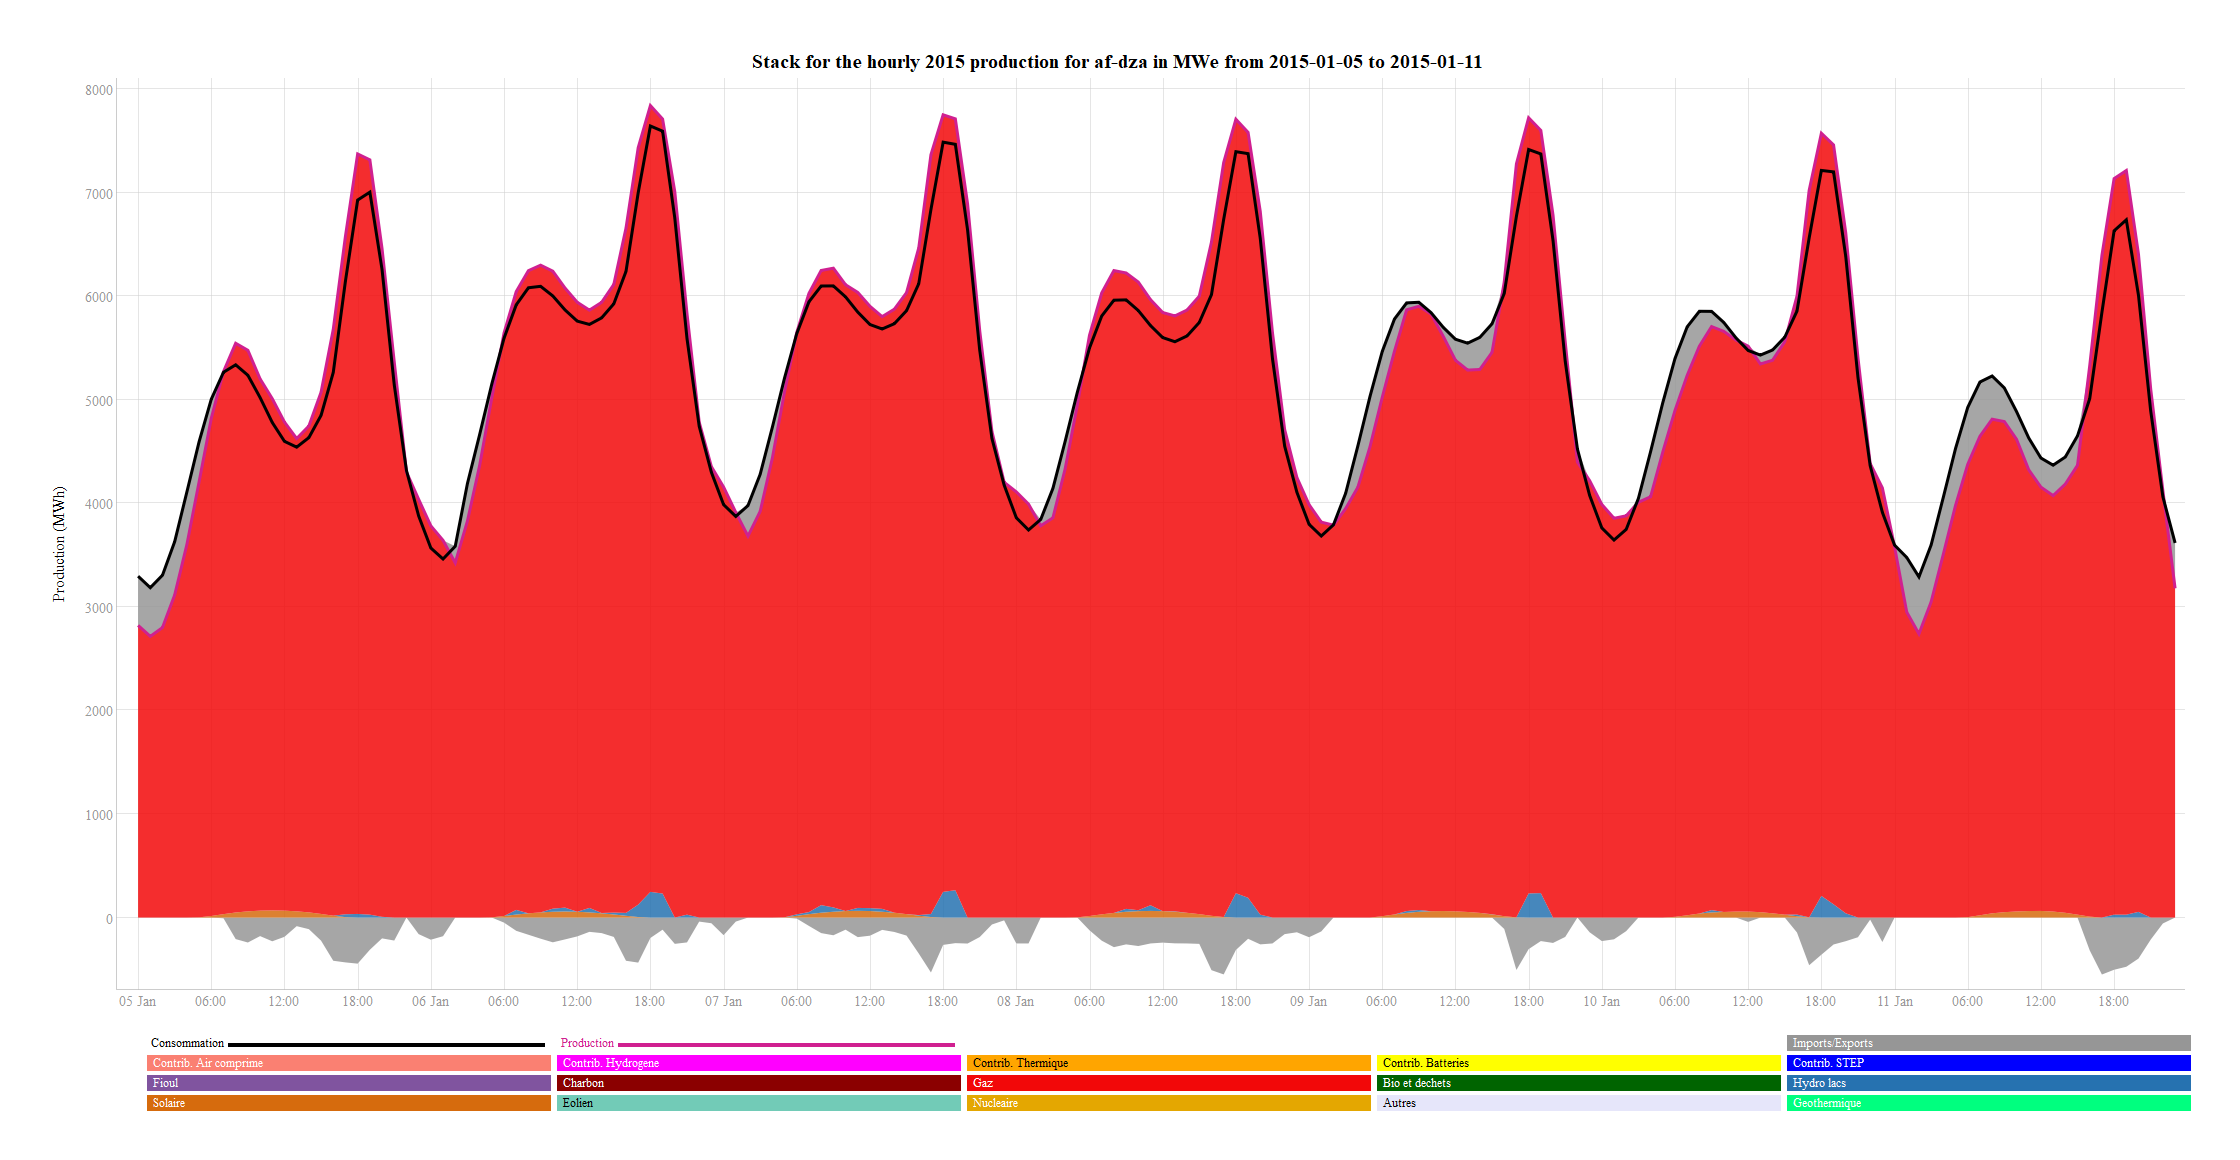 Stack for the hourly 2015 production for af-dza in MWe from 2015-01-05 to 2015-01-11
Production (MWh)
8000
7000
6000
5000
4000
3000
2000
1000
0
05 Jan 06:00 12:00 18:00 06 Jan 06:00 12:00 18:00 07 Jan 06:00 12:00 18:00 08 Jan 06:00 12:00 18:00 09 Jan 06:00 12:00 18:00 10 Jan 06:00 12:00 18:00 11 Jan 06:00 12:00 18:00
Consommation Production Imports/Exports
Contrib. Air comprime Contrib. Hydrogene Contrib. Thermique Contrib. Batteries Contrib. STEP
Fioul Charbon Gaz Bio et dechets Hydro lacs
Solaire Eolien Nucleaire Autres Geothermique